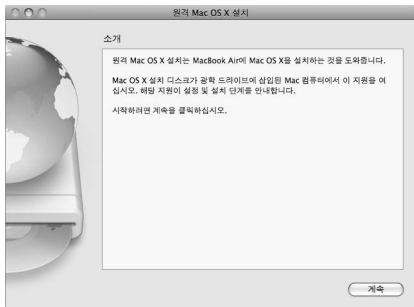 원격 Mac OS X 설치
소개
원격 Mac OS X 설치는 MacBook Air에 Mac OS X을 설치하는 것을 도와줍니다.
Mac OS X 설치 디스크가 광학 드라이브에 삽입된 Mac 컴퓨터에서 이 지원을 여
십시오. 해당 지원이 설정 및 설치 단계를 안내합니다.
시작하려면 계속을 클릭하십시오.
계속